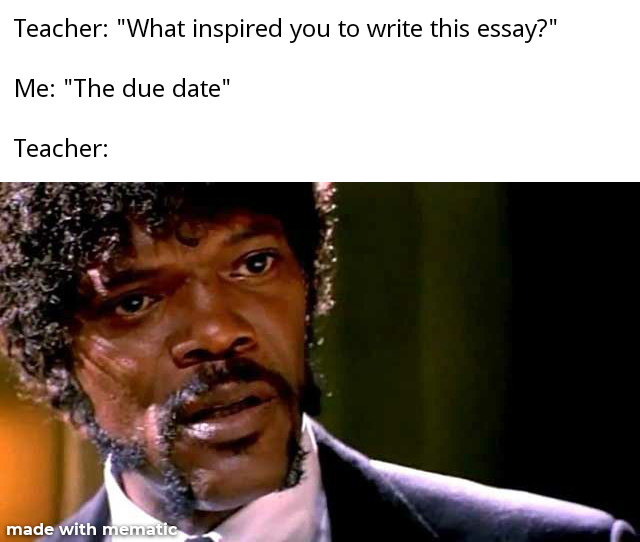 Teacher: "What inspired you to write this essay?"
Me: "The due date"
Teacher:
made with mematic